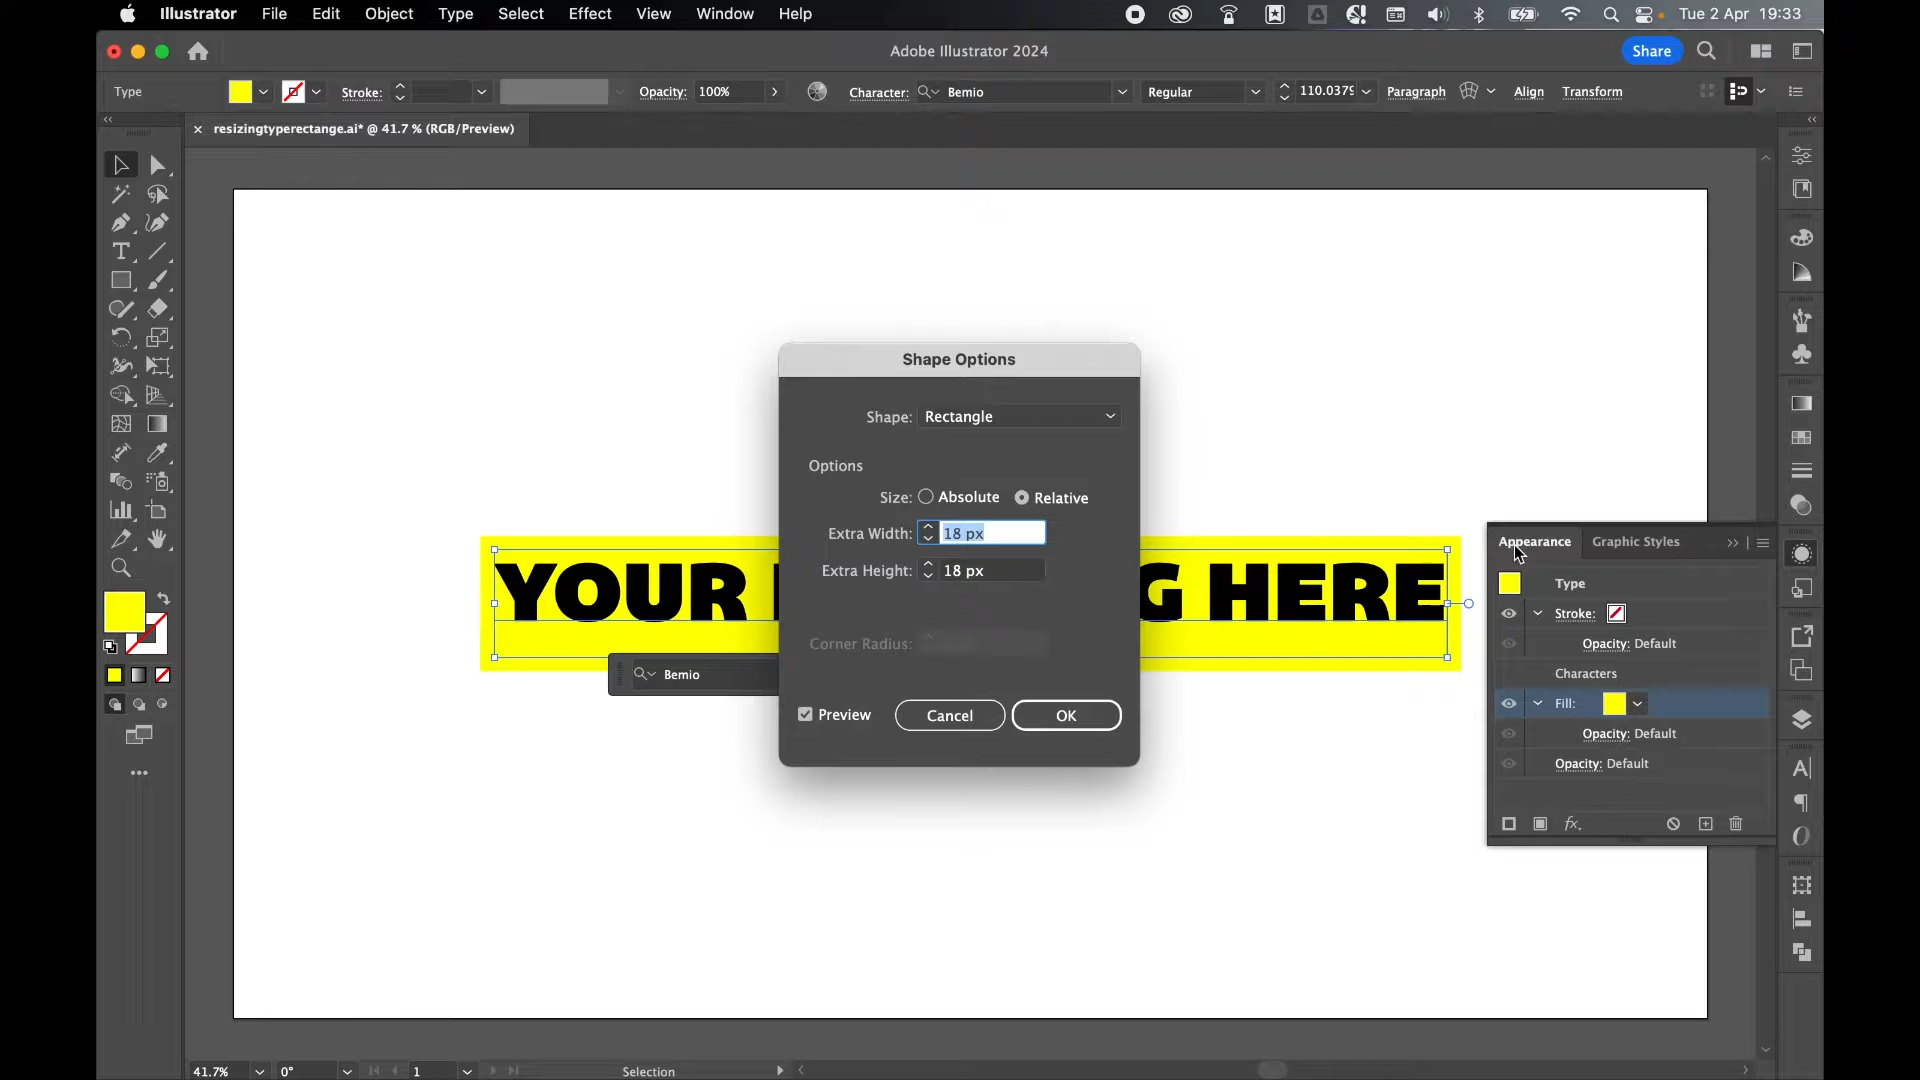 Illustrator File Edit Object Type Select Effect View Window Help Tue 2 Apr 19:33
Adobe Illustrator 2024 Share
Type Stroke: Opacity: 100% Character: Bemio Regular 110.0379 Paragraph Align Transform
resizingtyperectange.ai* @ 41.7 % (RGB/Preview)
Shape Options
Shape: Rectangle
Options
Size: Absolute Relative
Extra Width: 18 px
Extra Height: 18 px
Corner Radius:
Preview Cancel OK
YOUR G HERE
Bemio
Appearance Graphic Styles
Type
Stroke:
Opacity: Default
Characters
Fill:
Opacity: Default
Opacity: Default
fx
41.7% 0° 1 Selection